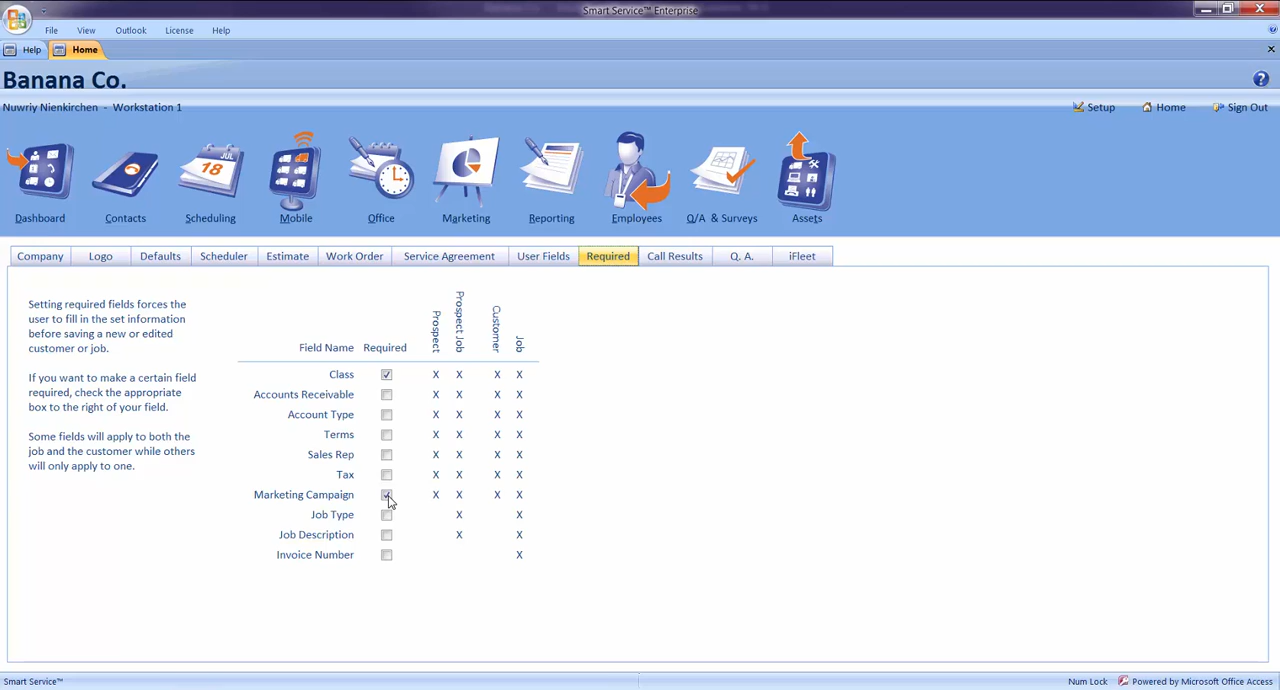 Smart Service™ Enterprise
File View Outlook License Help
Help Home
Banana Co.
Nuwriy Nienkirchen - Workstation 1
Setup Home Sign Out
JUL
18
Dashboard Contacts Scheduling Mobile Office Marketing Reporting Employees Q/A & Surveys Assets
Company Logo Defaults Scheduler Estimate Work Order Service Agreement User Fields Required Call Results Q. A. iFleet
Setting required fields forces the
user to fill in the set information
before saving a new or edited
customer or job.
If you want to make a certain field
required, check the appropriate
box to the right of your field.
Some fields will apply to both the
job and the customer while others
will only apply to one.
Field Name Required Prospect Prospect Job Customer Job
Class X X X X
Accounts Receivable X X X X
Account Type X X X X
Terms X X X X
Sales Rep X X X X
Tax X X X X
Marketing Campaign X X X X
Job Type X X
Job Description X X
Invoice Number X
Smart Service™ Num Lock Powered by Microsoft Office Access